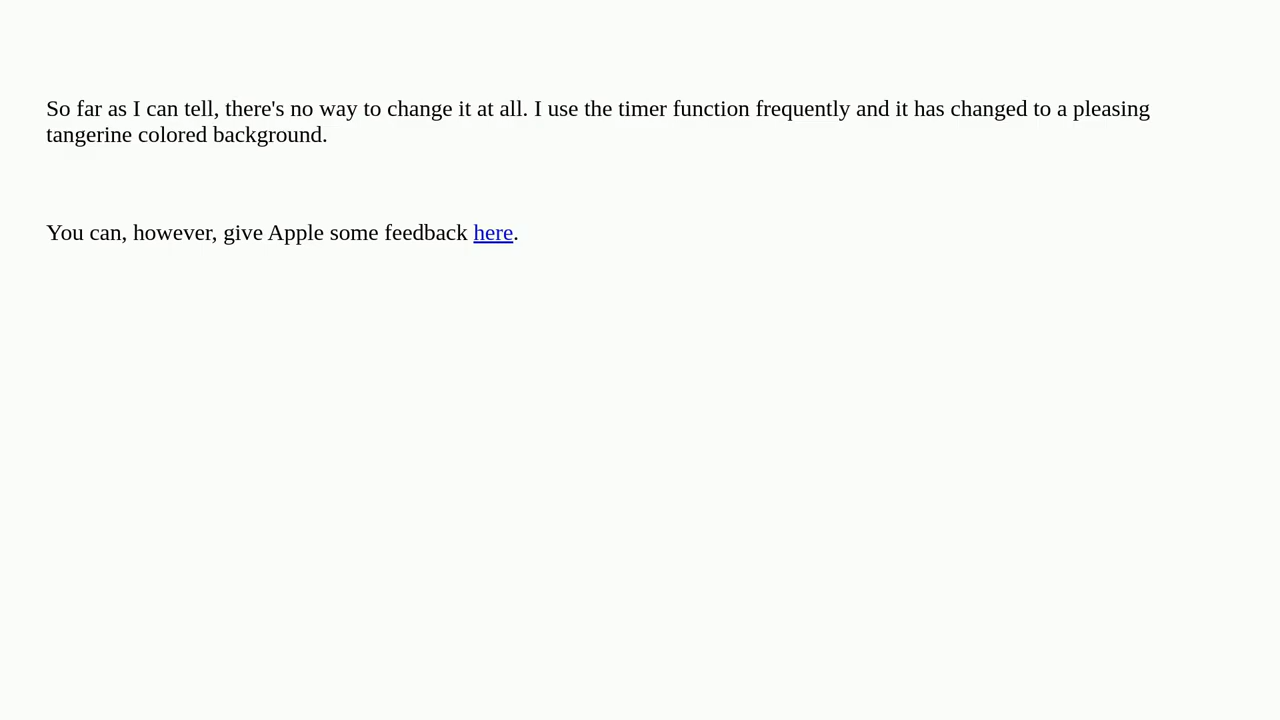 So far as I can tell, there's no way to change it at all. I use the timer function frequently and it has changed to a pleasing
tangerine colored background.
You can, however, give Apple some feedback here.